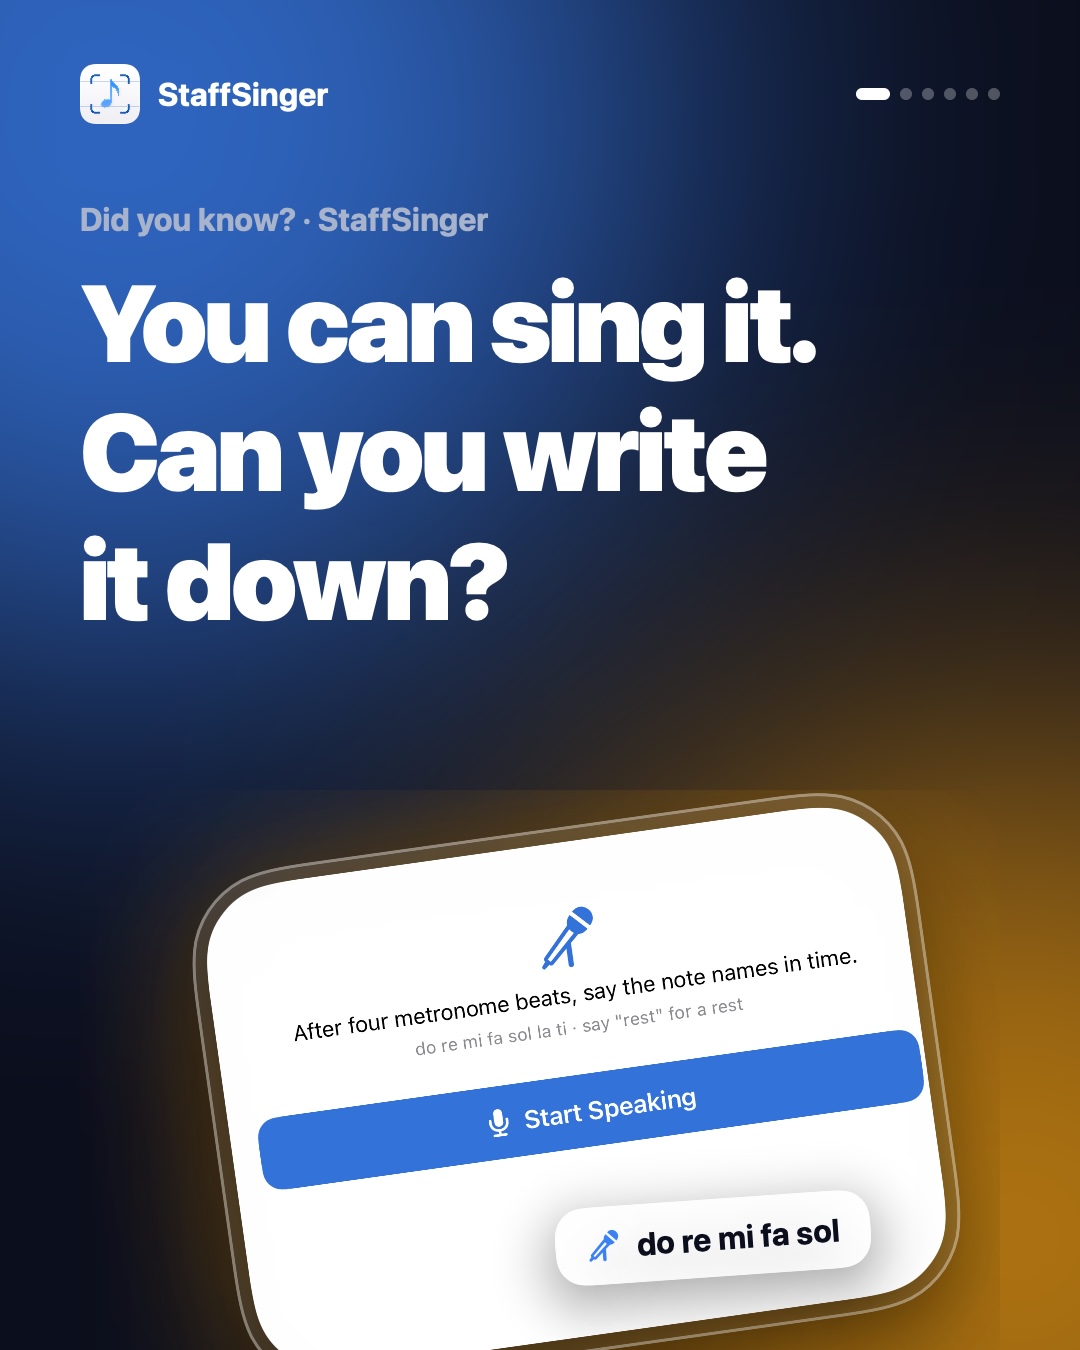 StaffSinger
Did you know? · StaffSinger
You can sing it.
Can you write
it down?
After four metronome beats, say the note names in time.
do re mi fa sol la ti · say "rest" for a rest
Start Speaking
do re mi fa sol